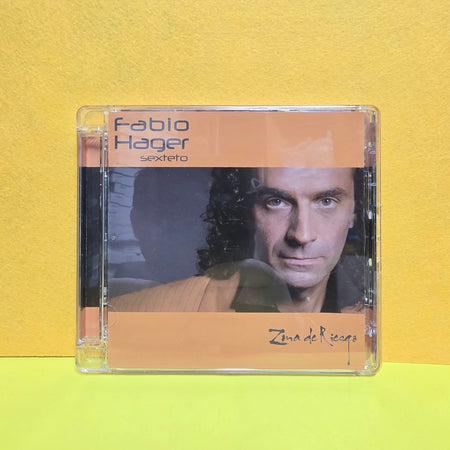 Fabio
Hager
sexteto
Zona de Riesgo